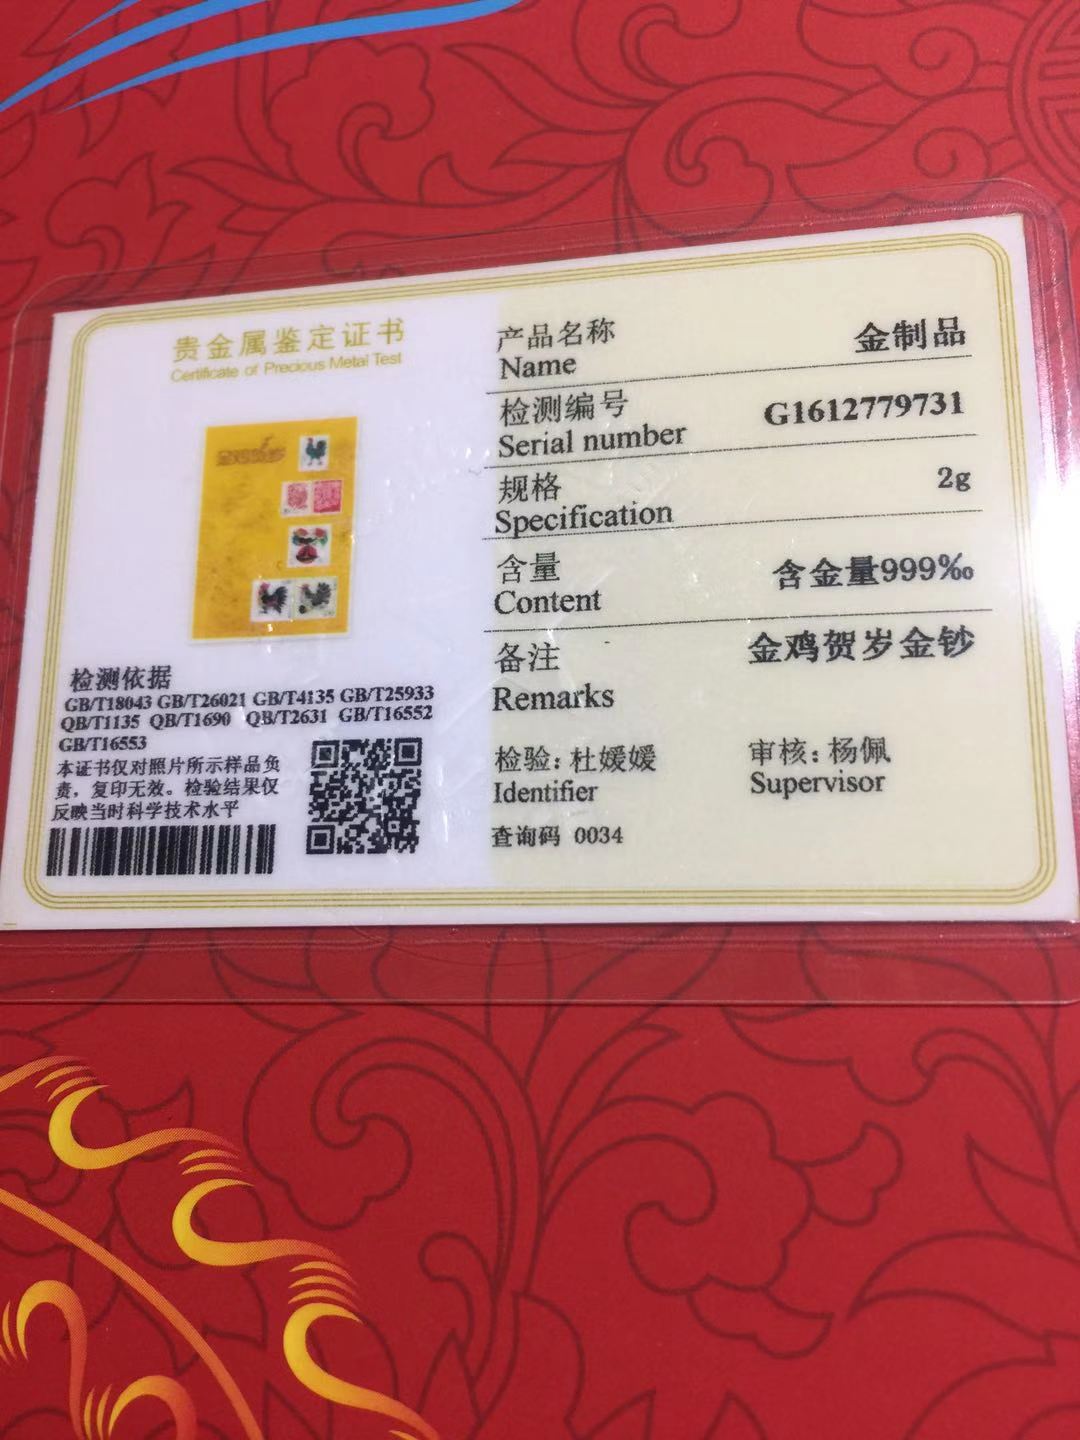 贵金属鉴定证书
Certificate of Precious Metal Test
检测依据
GB/T18043 GB/T26021 GB/T4135 GB/T25933
QB/T1135 QB/T1690 QB/T2631 GB/T16552
GB/T16553
本证书仅对照片所示样品负
责，复印无效。检验结果仅
反映当时科学技术水平
产品名称 金制品
Name
检测编号 G1612779731
Serial number
规格 2g
Specification
含量 含金量999‰
Content
备注 金鸡贺岁金钞
Remarks
检验：杜媛媛 审核：杨佩
Identifier Supervisor
查询码 0034